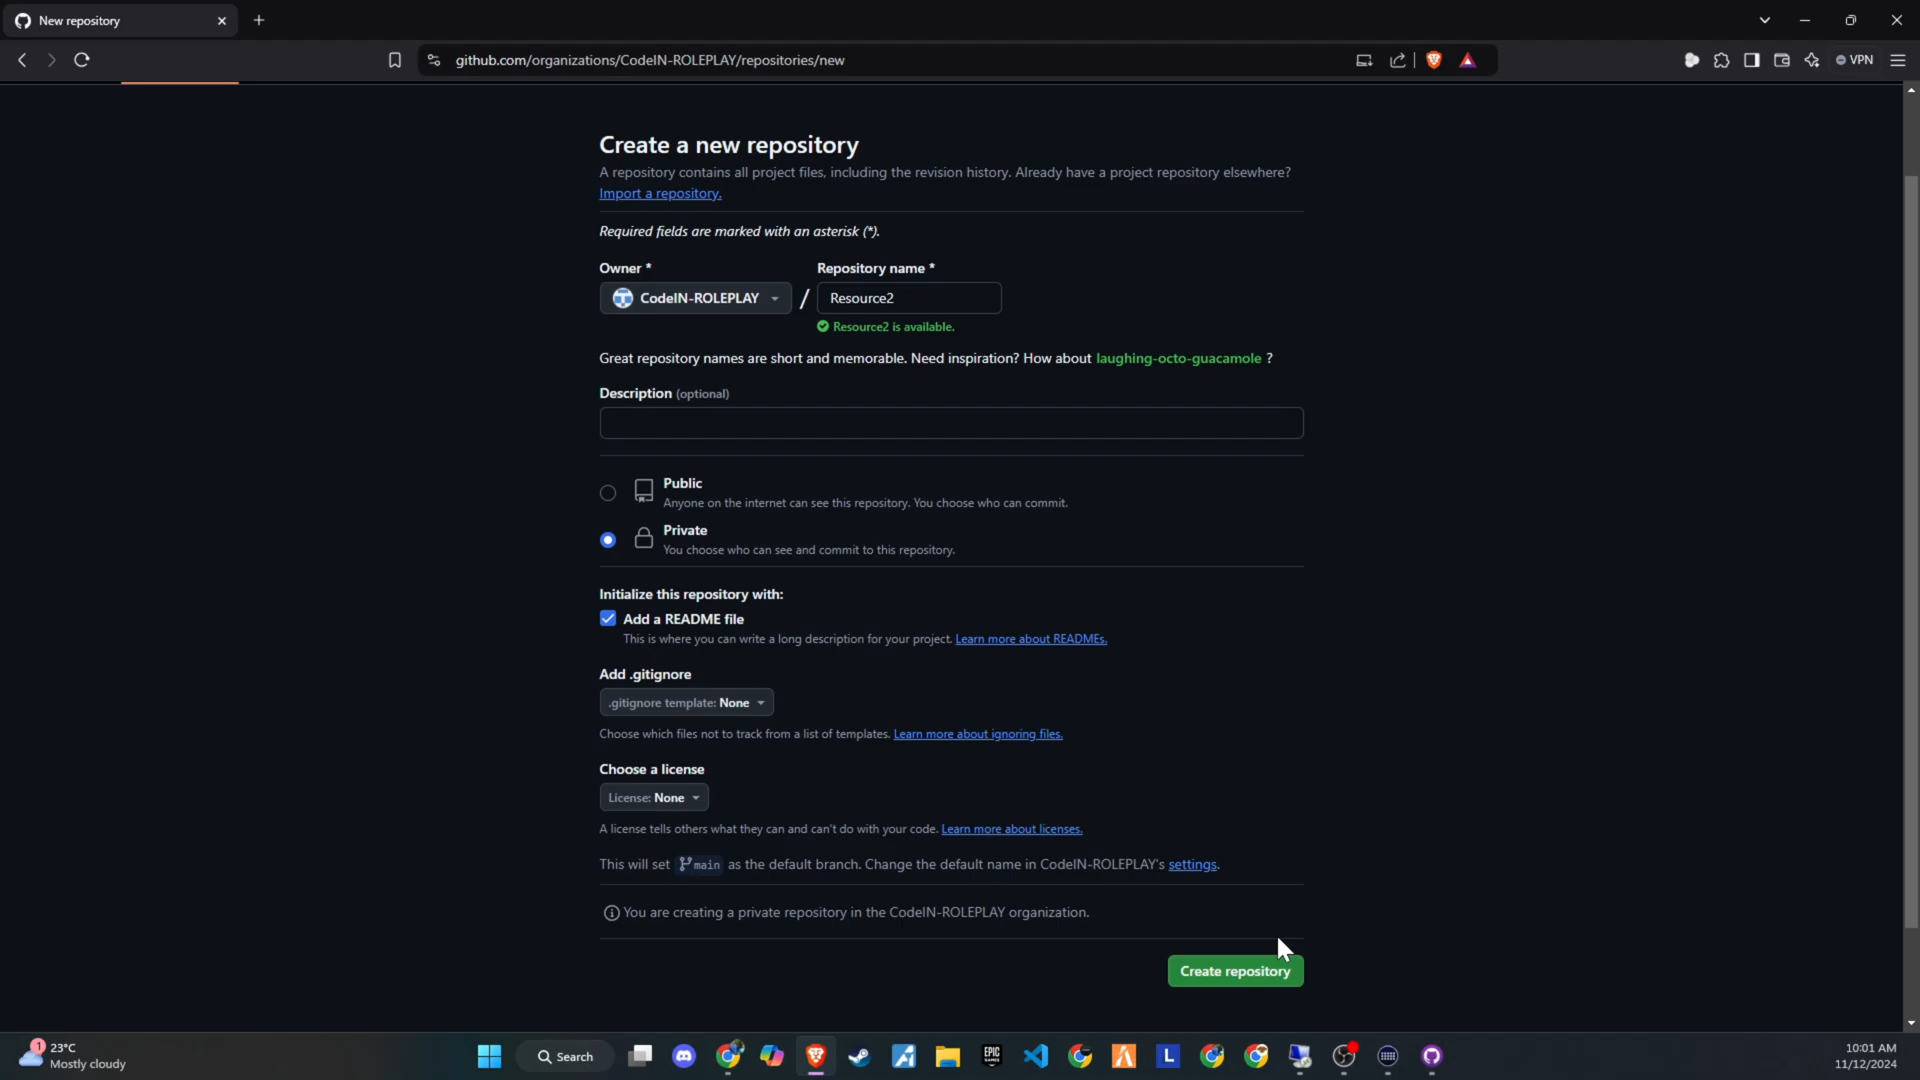 New repository
github.com/organizations/CodeIN-ROLEPLAY/repositories/new
VPN
Create a new repository
A repository contains all project files, including the revision history. Already have a project repository elsewhere?
Import a repository.
Required fields are marked with an asterisk (*).
Owner * Repository name *
CodeIN-ROLEPLAY / Resource2
Resource2 is available.
Great repository names are short and memorable. Need inspiration? How about laughing-octo-guacamole ?
Description (optional)
Public
Anyone on the internet can see this repository. You choose who can commit.
Private
You choose who can see and commit to this repository.
Initialize this repository with:
Add a README file
This is where you can write a long description for your project. Learn more about READMEs.
Add .gitignore
.gitignore template: None
Choose which files not to track from a list of templates. Learn more about ignoring files.
Choose a license
License: None
A license tells others what they can and can't do with your code. Learn more about licenses.
This will set main as the default branch. Change the default name in CodeIN-ROLEPLAY's settings.
You are creating a private repository in the CodeIN-ROLEPLAY organization.
Create repository
1
23°C
Mostly cloudy
Search
EPIC
GAMES
L
10:01 AM
11/12/2024